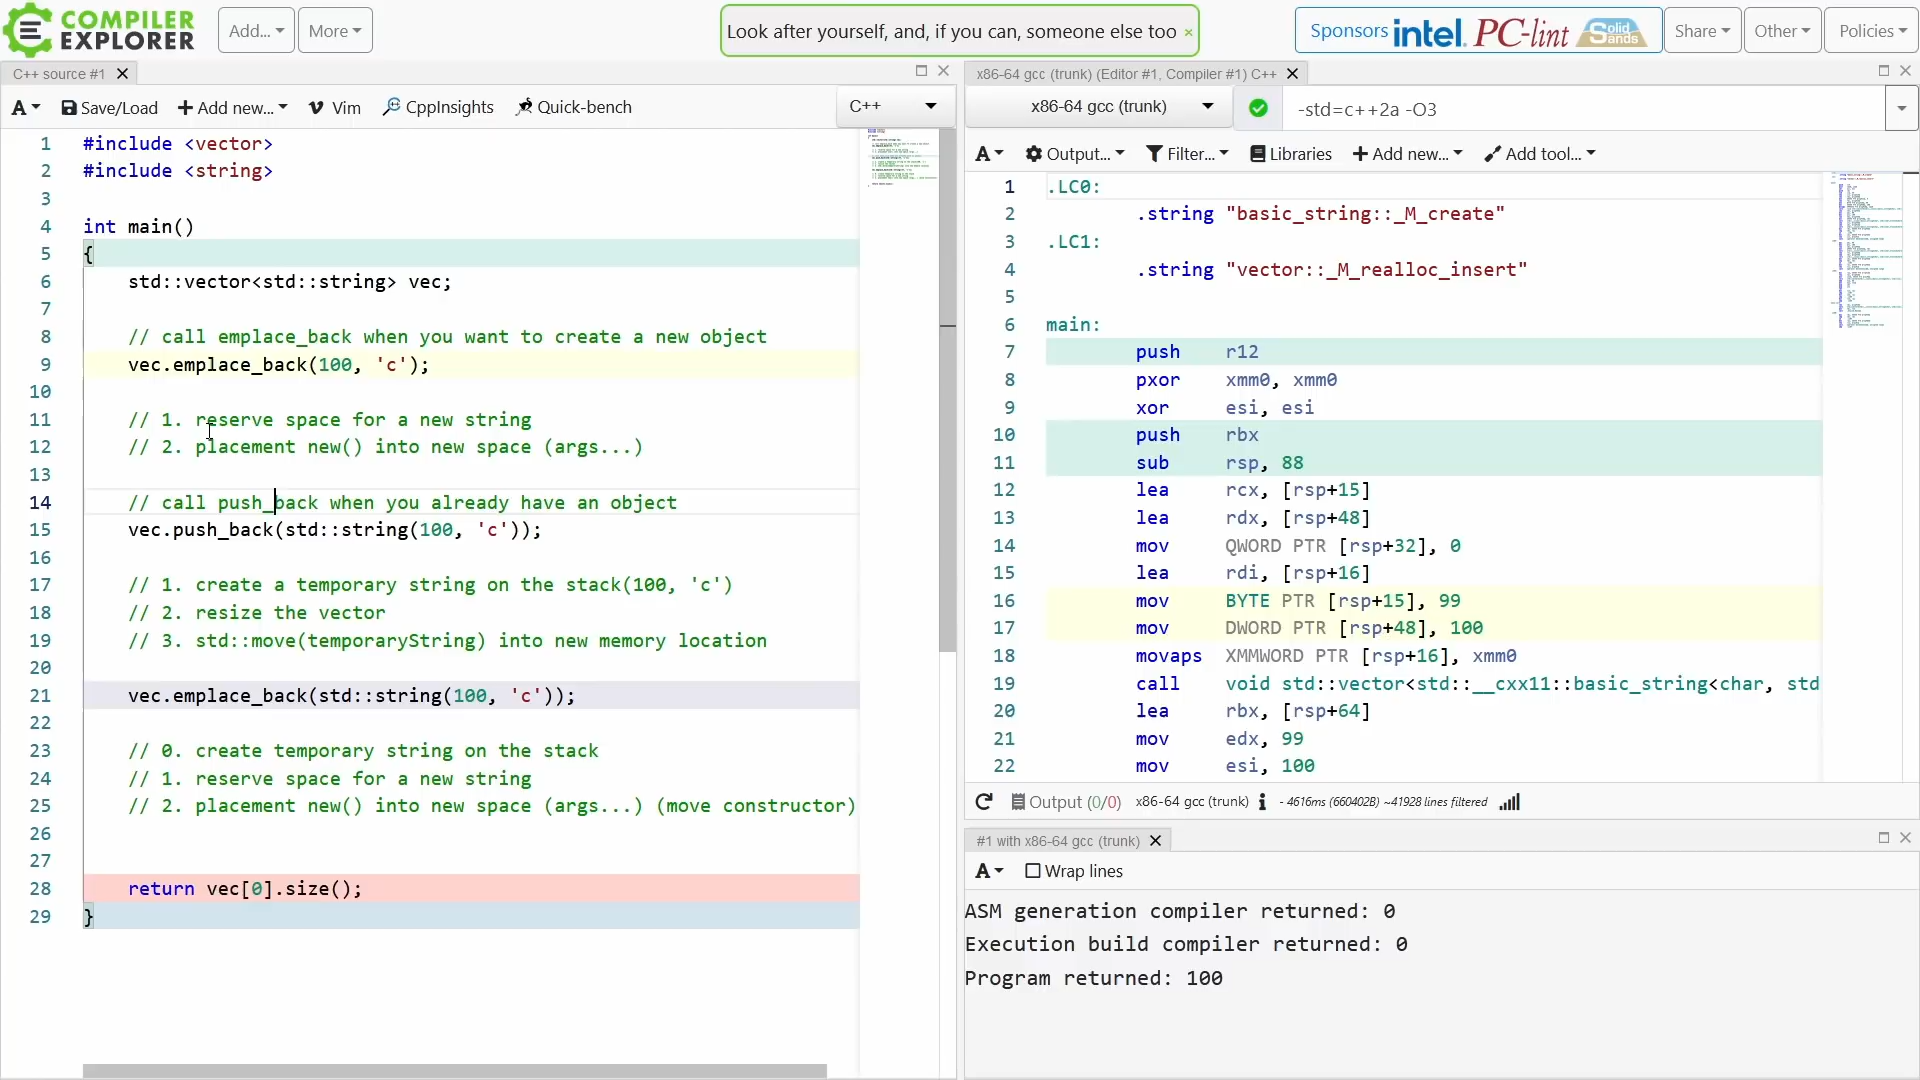 COMPILER
EXPLORER
Add...
More
Look after yourself, and, if you can, someone else too ×
Sponsors intel. PC-lint Solid Sands
Share
Other
Policies
C++ source #1
A
Save/Load
Add new...
Vim
CppInsights
Quick-bench
C++
1 #include <vector>
2 #include <string>
3
4 int main()
5 {
6 std::vector<std::string> vec;
7
8 // call emplace_back when you want to create a new object
9 vec.emplace_back(100, 'c');
10
11 // 1. reserve space for a new string
12 // 2. placement new() into new space (args...)
13
14 // call push_back when you already have an object
15 vec.push_back(std::string(100, 'c'));
16
17 // 1. create a temporary string on the stack(100, 'c')
18 // 2. resize the vector
19 // 3. std::move(temporaryString) into new memory location
20
21 vec.emplace_back(std::string(100, 'c'));
22
23 // 0. create temporary string on the stack
24 // 1. reserve space for a new string
25 // 2. placement new() into new space (args...) (move constructor)
26
27
28 return vec[0].size();
29 }
x86-64 gcc (trunk) (Editor #1, Compiler #1) C++
x86-64 gcc (trunk)
-std=c++2a -O3
A
Output...
Filter...
Libraries
Add new...
Add tool...
1 .LC0:
2 .string "basic_string::_M_create"
3 .LC1:
4 .string "vector::_M_realloc_insert"
5
6 main:
7 push r12
8 pxor xmm0, xmm0
9 xor esi, esi
10 push rbx
11 sub rsp, 88
12 lea rcx, [rsp+15]
13 lea rdx, [rsp+48]
14 mov QWORD PTR [rsp+32], 0
15 lea rdi, [rsp+16]
16 mov BYTE PTR [rsp+15], 99
17 mov DWORD PTR [rsp+48], 100
18 movaps XMMWORD PTR [rsp+16], xmm0
19 call void std::vector<std::__cxx11::basic_string<char, std
20 lea rbx, [rsp+64]
21 mov edx, 99
22 mov esi, 100
Output (0/0) x86-64 gcc (trunk) i - 4616ms (660402B) ~41928 lines filtered
#1 with x86-64 gcc (trunk)
A
Wrap lines
ASM generation compiler returned: 0
Execution build compiler returned: 0
Program returned: 100